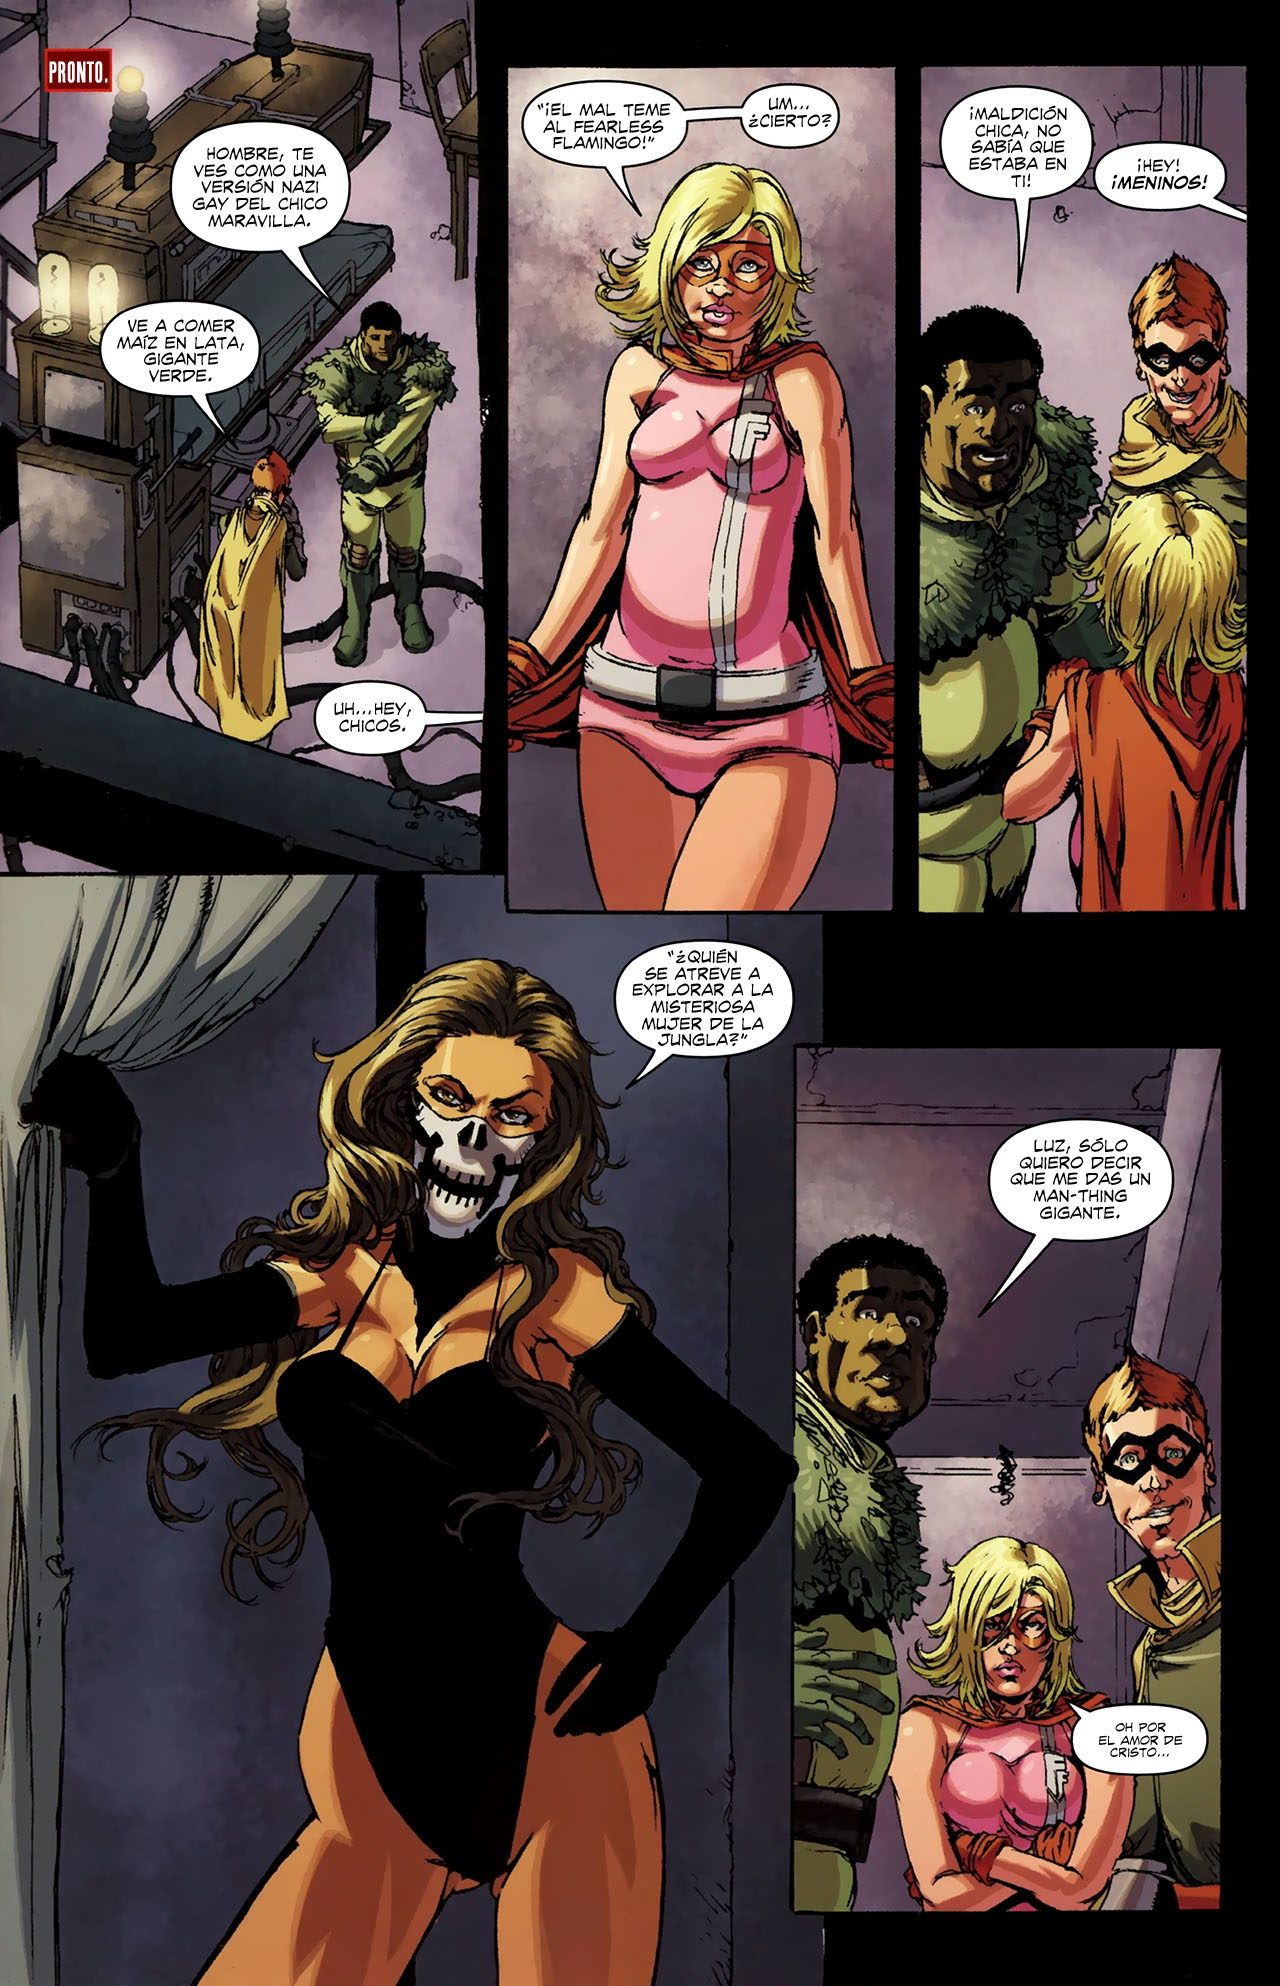 PRONTO.
HOMBRE, TE
VES COMO UNA
VERSIÓN NAZI
GAY DEL CHICO
MARAVILLA.
VE A COMER
MAÍZ EN LATA,
GIGANTE
VERDE.
UH...HEY,
CHICOS.
"¡EL MAL TEME
AL FEARLESS
FLAMINGO!"
UM...
¿CIERTO?
F
¡MALDICIÓN
CHICA, NO
SABÍA QUE
ESTABA EN
TI!
¡HEY!
¡MENINOS!
"¿QUIÉN
SE ATREVE A
EXPLORAR A LA
MISTERIOSA
MUJER DE LA
JUNGLA?"
LUZ, SÓLO
QUIERO DECIR
QUE ME DAS UN
MAN-THING
GIGANTE.
OH POR
EL AMOR DE
CRISTO...
F